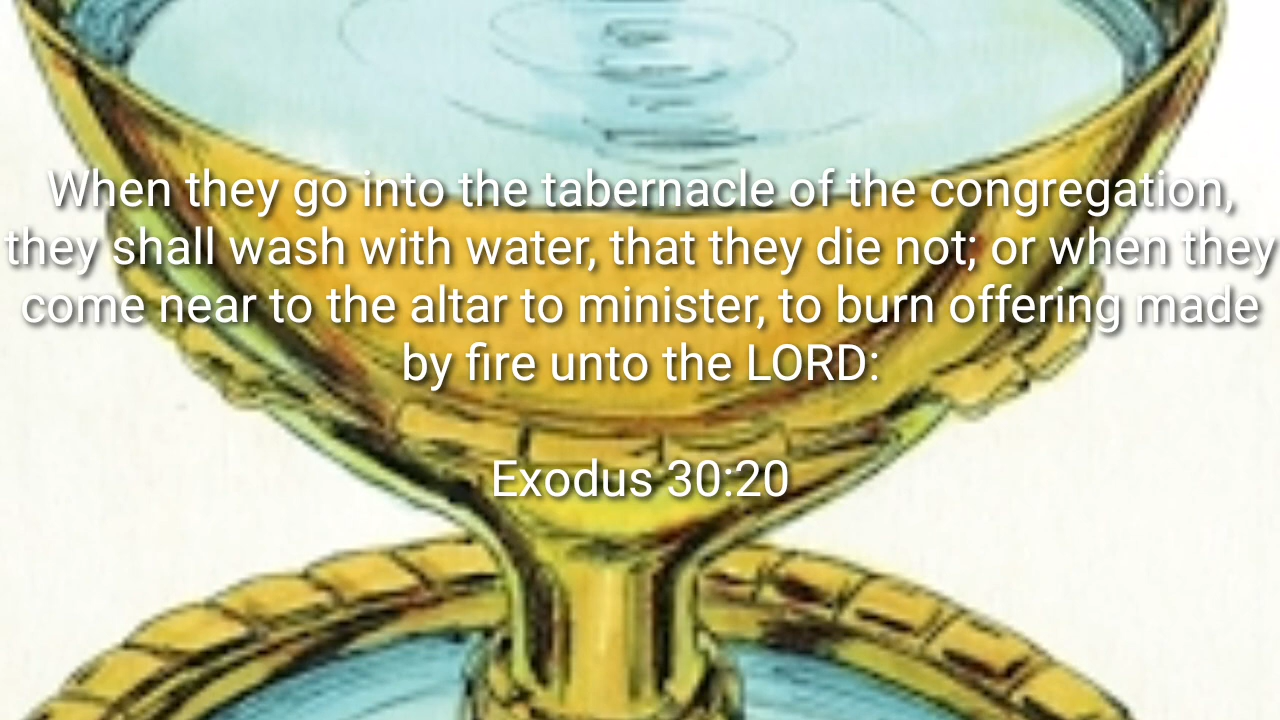 When they go into the tabernacle of the congregation,
they shall wash with water, that they die not; or when they
come near to the altar to minister, to burn offering made
by fire unto the LORD:
Exodus 30:20